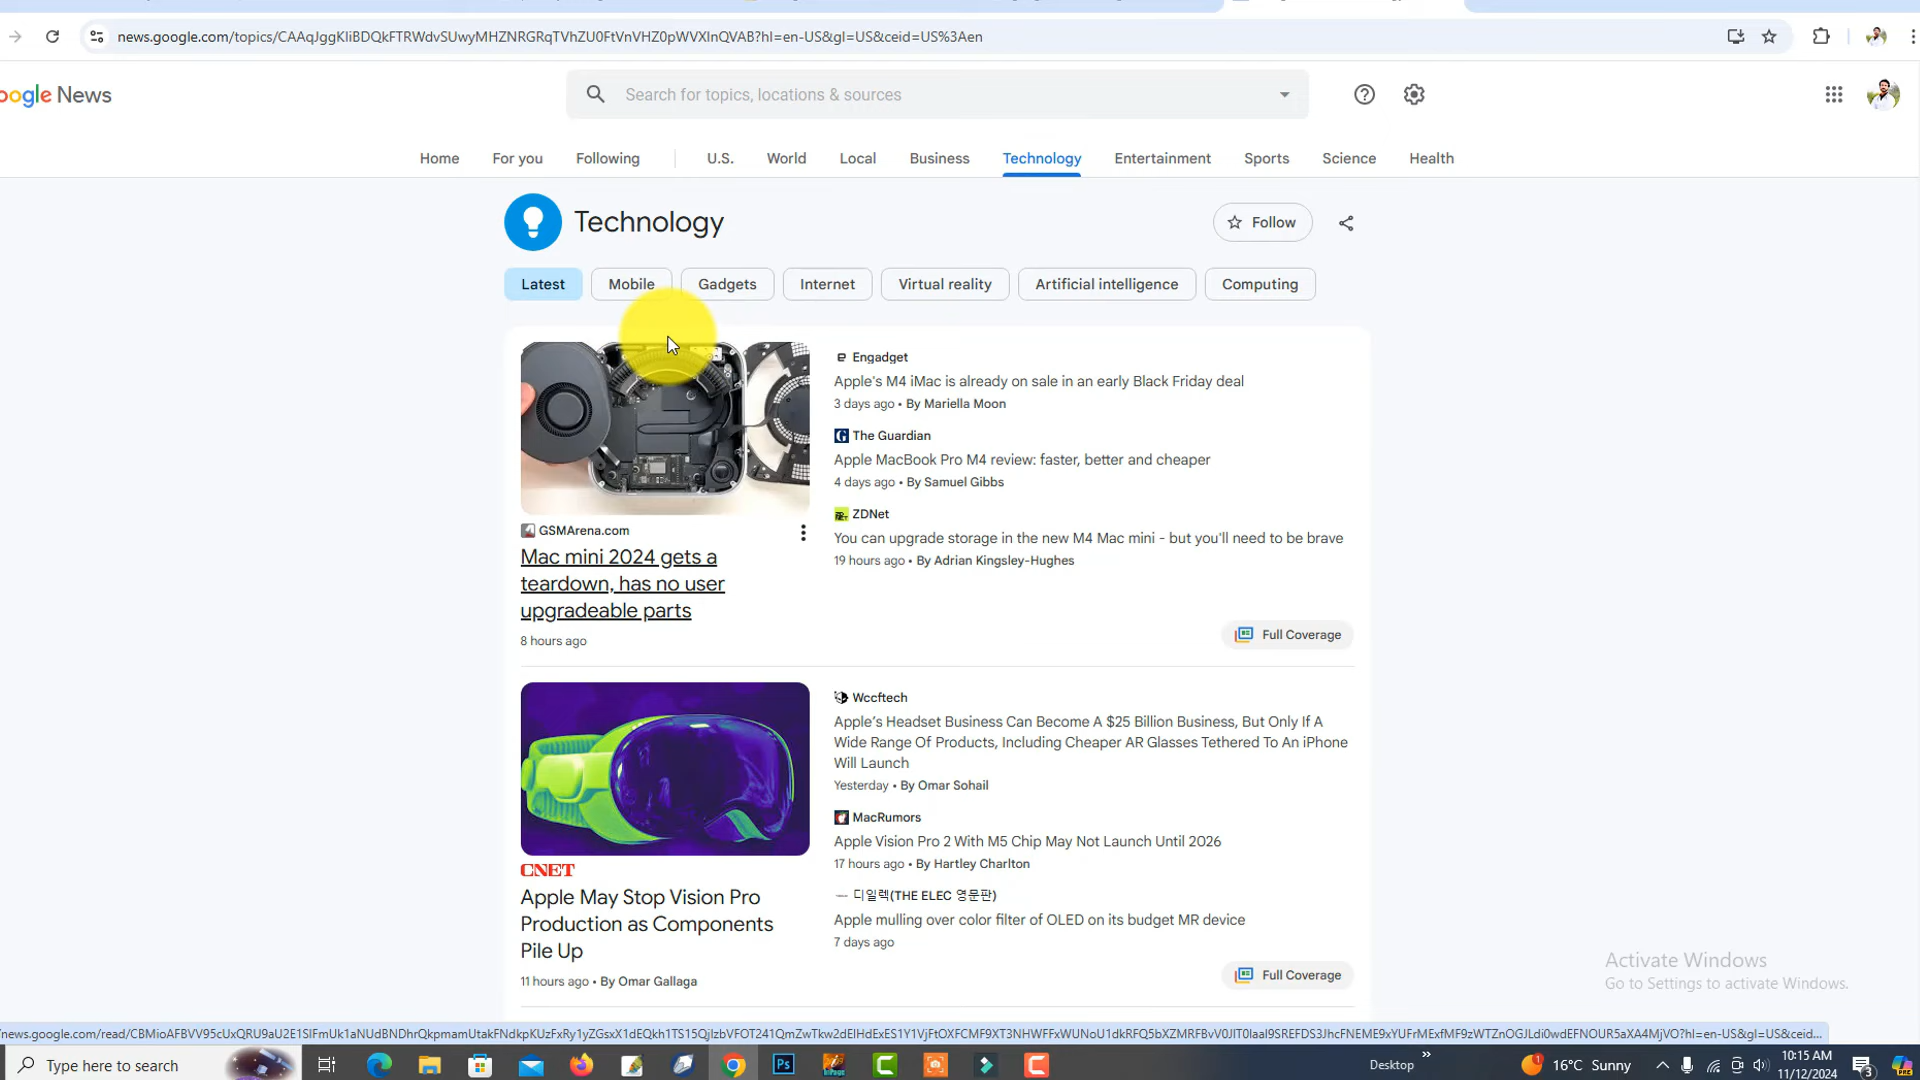 news.google.com/topics/CAAqJggKIiBDQkFTRWdvSUwyMHZNRGRqTVhZU0FtVnVHZ0pWVXlnQVAB?hl=en-US&gl=US&ceid=US%3Aen
oogle News
Search for topics, locations & sources
Home For you Following U.S. World Local Business Technology Entertainment Sports Science Health
Technology
Follow
Latest Mobile Gadgets Internet Virtual reality Artificial intelligence Computing
GSMArena.com
Mac mini 2024 gets a
teardown, has no user
upgradeable parts
8 hours ago
Engadget
Apple's M4 iMac is already on sale in an early Black Friday deal
3 days ago • By Mariella Moon
The Guardian
Apple MacBook Pro M4 review: faster, better and cheaper
4 days ago • By Samuel Gibbs
ZDNet
You can upgrade storage in the new M4 Mac mini - but you'll need to be brave
19 hours ago • By Adrian Kingsley-Hughes
Full Coverage
CNET
Apple May Stop Vision Pro
Production as Components
Pile Up
11 hours ago • By Omar Gallaga
Wccftech
Apple's Headset Business Can Become A $25 Billion Business, But Only If A
Wide Range Of Products, Including Cheaper AR Glasses Tethered To An iPhone
Will Launch
Yesterday • By Omar Sohail
MacRumors
Apple Vision Pro 2 With M5 Chip May Not Launch Until 2026
17 hours ago • By Hartley Charlton
디일렉(THE ELEC 영문판)
Apple mulling over color filter of OLED on its budget MR device
7 days ago
Full Coverage
Activate Windows
Go to Settings to activate Windows.
Type here to search
Ps
Desktop
16°C Sunny
10:15 AM
11/12/2024
3